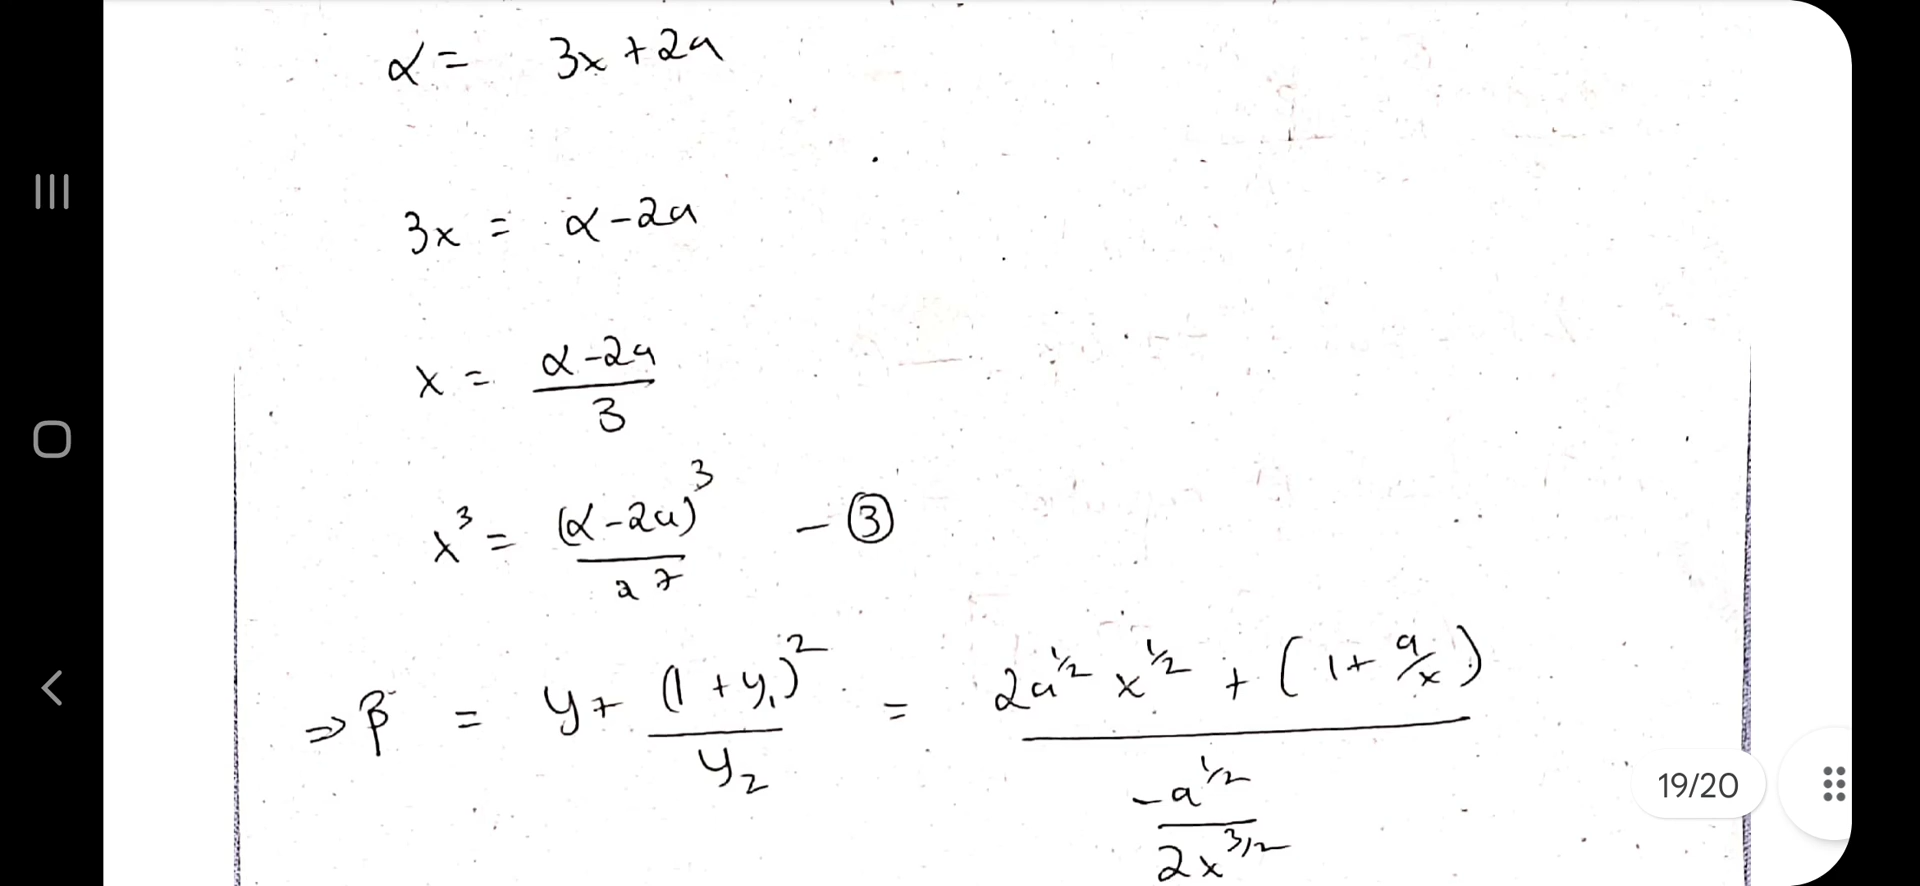 α = 3x + 2a
3x = α - 2a
x = (α - 2a)/3
x³ = (α - 2a)³/27 - ③
⇒ β = y + (1 + y₁)²/y₂ = (2a^1/2 x^1/2 + (1 + a/x))/(-a^1/2/2x^3/2)
19/20